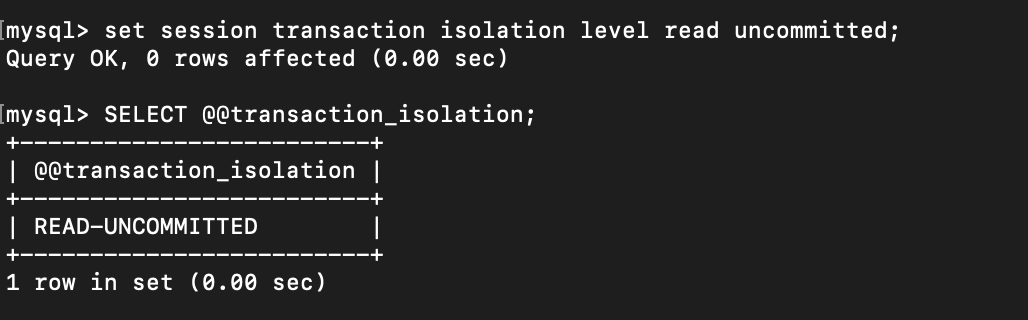 [mysql> set session transaction isolation level read uncommitted;
Query OK, 0 rows affected (0.00 sec)
[mysql> SELECT @@transaction_isolation;
+-------------------------+
| @@transaction_isolation |
+-------------------------+
| READ-UNCOMMITTED        |
+-------------------------+
1 row in set (0.00 sec)